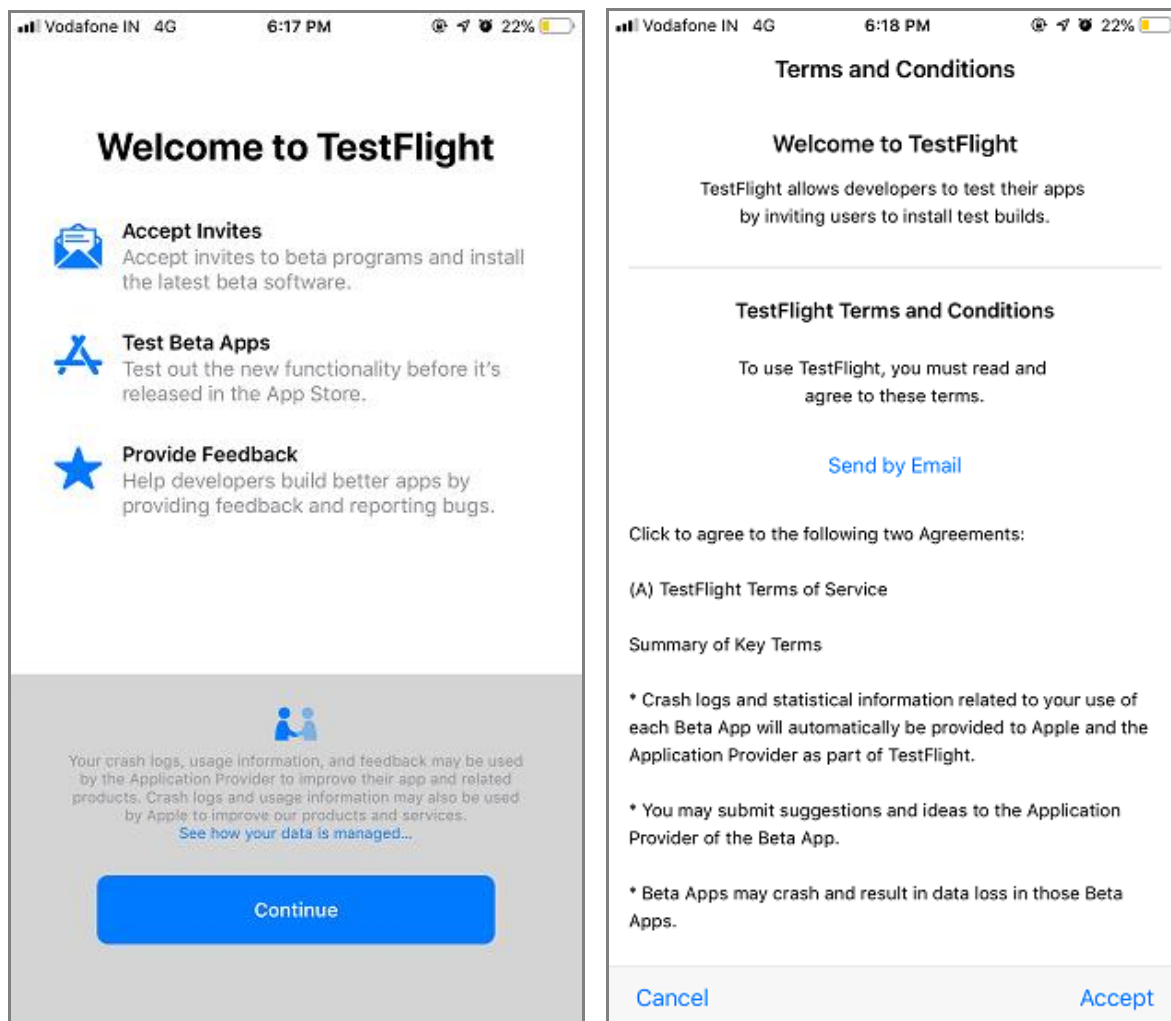 Vodafone IN 4G 6:17 PM 22%
Welcome to TestFlight
Accept Invites
Accept invites to beta programs and install
the latest beta software.
Test Beta Apps
Test out the new functionality before it's
released in the App Store.
Provide Feedback
Help developers build better apps by
providing feedback and reporting bugs.
Your crash logs, usage information, and feedback may be used
by the Application Provider to improve their app and related
products. Crash logs and usage information may also be used
by Apple to improve our products and services.
See how your data is managed...
Continue
Vodafone IN 4G 6:18 PM 22%
Terms and Conditions
Welcome to TestFlight
TestFlight allows developers to test their apps
by inviting users to install test builds.
TestFlight Terms and Conditions
To use TestFlight, you must read and
agree to these terms.
Send by Email
Click to agree to the following two Agreements:
(A) TestFlight Terms of Service
Summary of Key Terms
* Crash logs and statistical information related to your use of
each Beta App will automatically be provided to Apple and the
Application Provider as part of TestFlight.
* You may submit suggestions and ideas to the Application
Provider of the Beta App.
* Beta Apps may crash and result in data loss in those Beta
Apps.
Cancel Accept